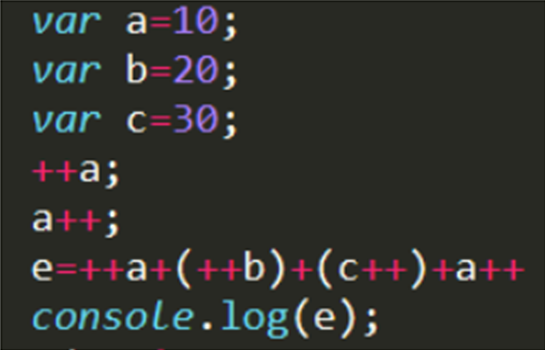 var a=10;
var b=20;
var c=30;
++a;
a++;
e=++a+(++b)+(c++)+a++
console.log(e);